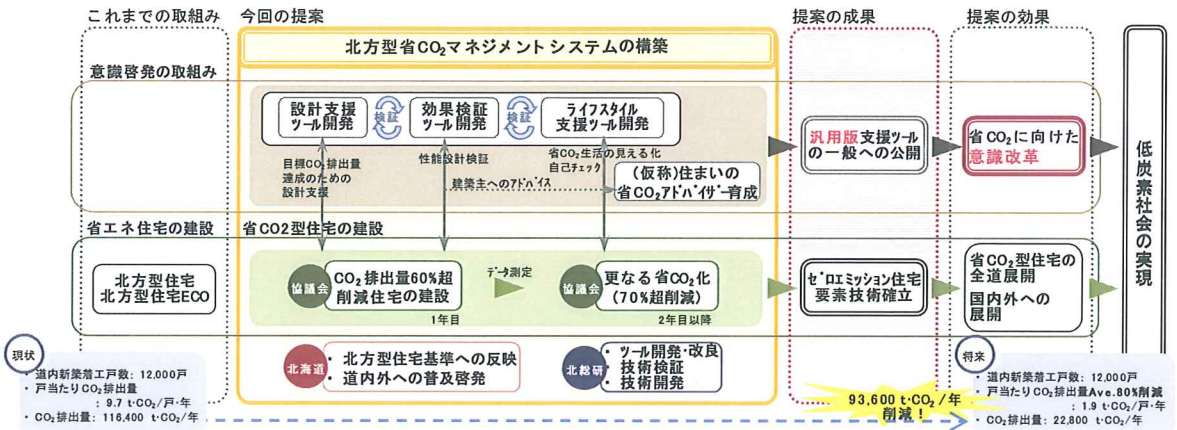 これまでの取組み
今回の提案
提案の成果
提案の効果
北方型省CO₂マネジメントシステムの構築
意識啓発の取組み
設計支援
ツール開発
検証
効果検証
ツール開発
検証
ライフスタイル
支援ツール開発
目標CO₂排出量
達成のための
設計支援
性能設計検証
省CO₂生活の見える化
自己チェック
建築主へのアドバイス
(仮称)住まいの
省CO₂アドバイザー育成
汎用版支援ツール
の一般への公開
省CO₂に向けた
意識改革
低炭素社会の実現
省エネ住宅の建設
省CO2型住宅の建設
北方型住宅
北方型住宅ECO
協議会
CO₂排出量60%超
削減住宅の建設
1年目
データ測定
協議会
更なる省CO₂化
(70%超削減)
2年目以降
ゼロエミッション住宅
要素技術確立
省CO₂型住宅の
全道展開
国内外への
展開
北海道
・ 北方型住宅基準への反映
・ 道内外への普及啓発
北総研
・ ツール開発・改良
・ 技術検証
・ 技術開発
現状
・ 道内新築着工戸数: 12,000戸
・ 戸当たりCO₂排出量
: 9.7 t-CO₂/戸・年
・ CO₂排出量: 116,400 t-CO₂/年
93,600 t-CO₂/年
削減!
将来
・ 道内新築着工戸数: 12,000戸
・ 戸当たりCO₂排出量Ave.80%削減
: 1.9 t-CO₂/戸・年
・ CO₂排出量: 22,800 t-CO₂/年